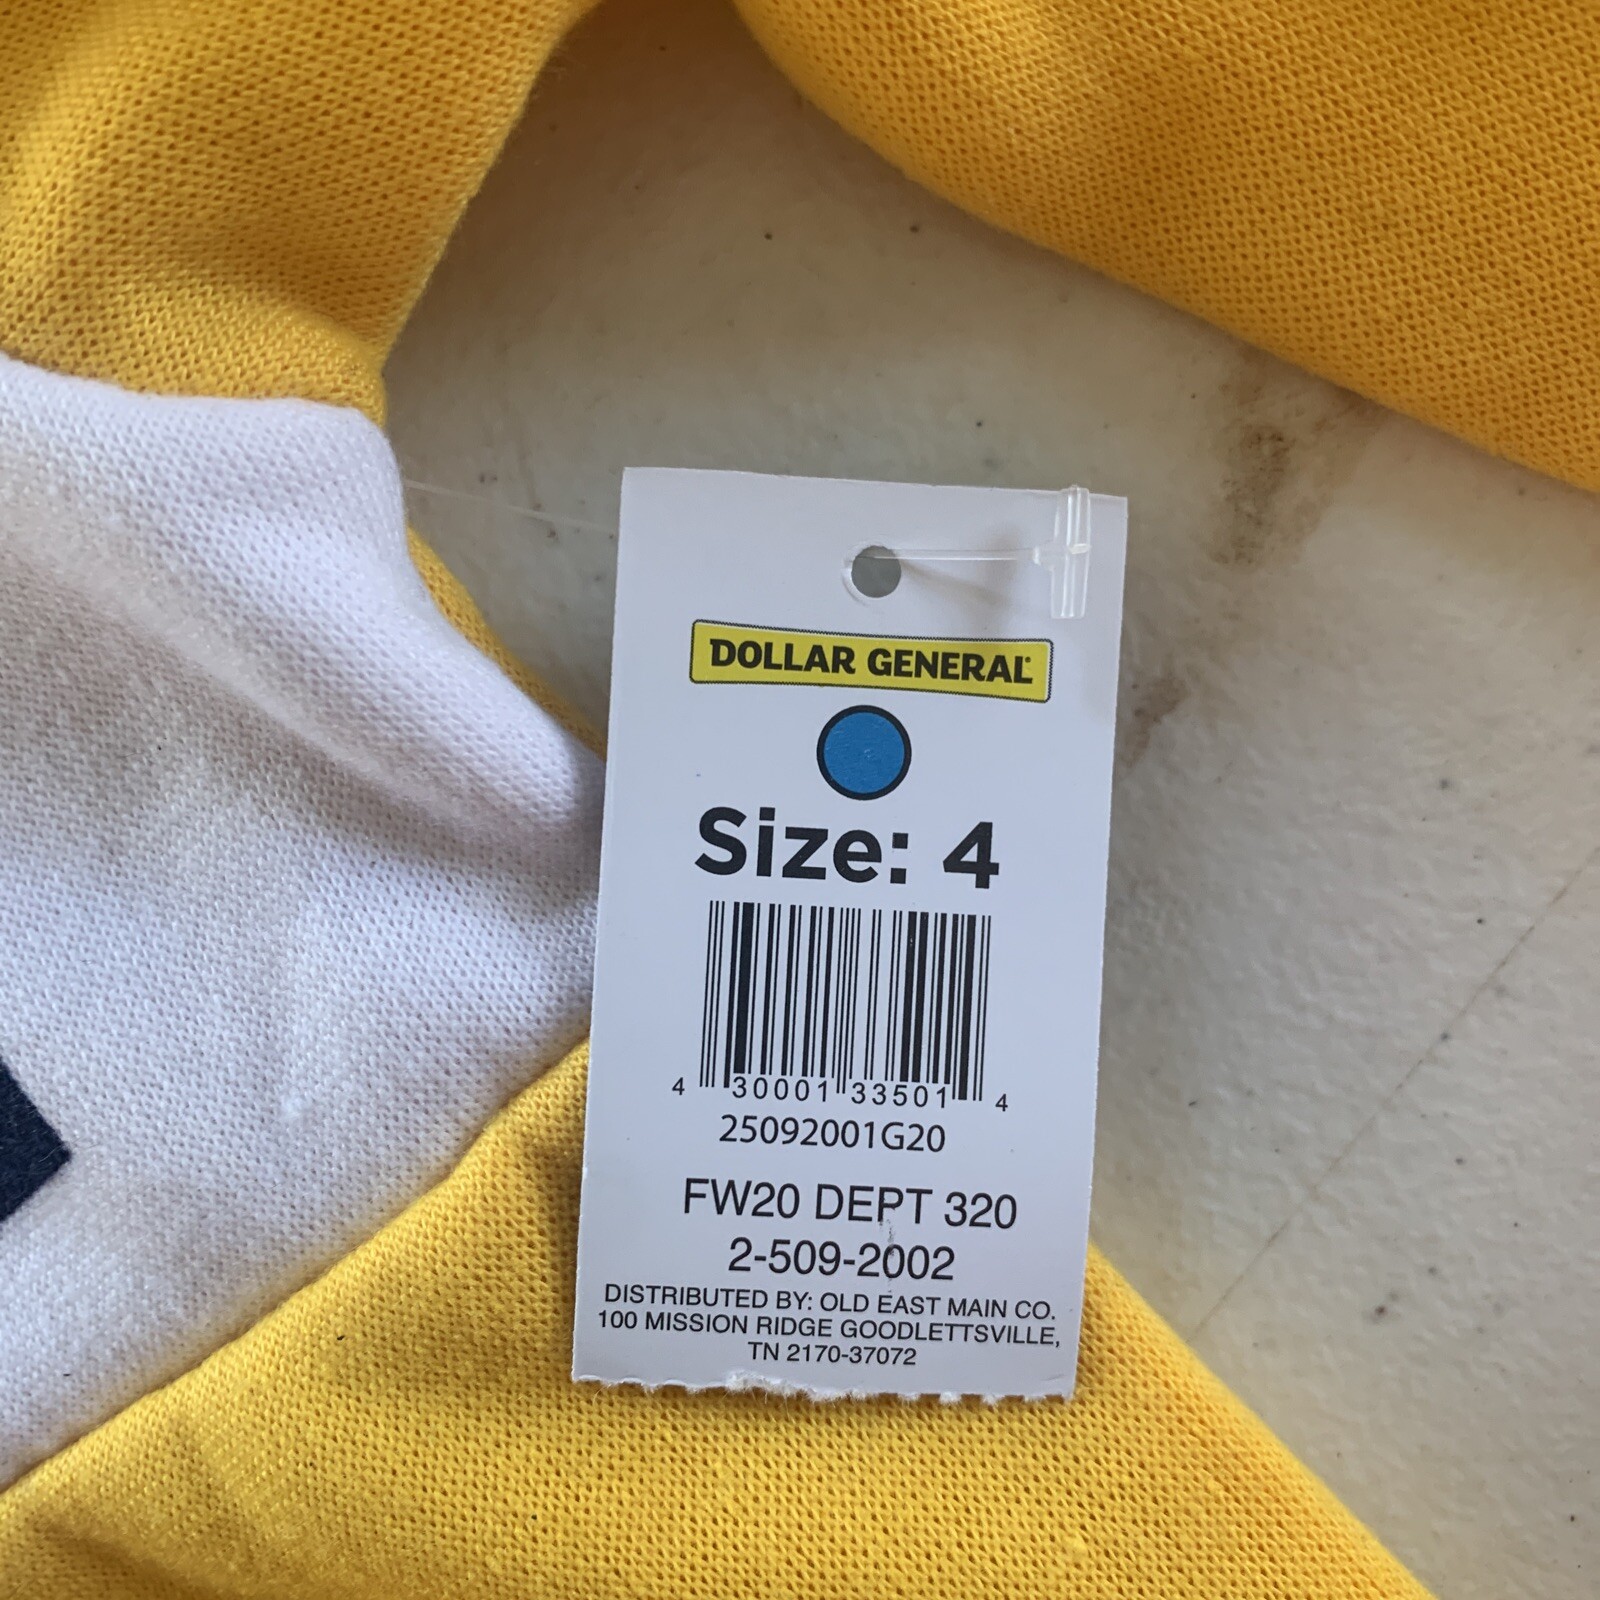 DOLLAR GENERAL
Size: 4
4 30001 33501 4
25092001G20
FW20 DEPT 320
2-509-2002
DISTRIBUTED BY: OLD EAST MAIN CO.
100 MISSION RIDGE GOODLETTSVILLE,
TN 2170-37072